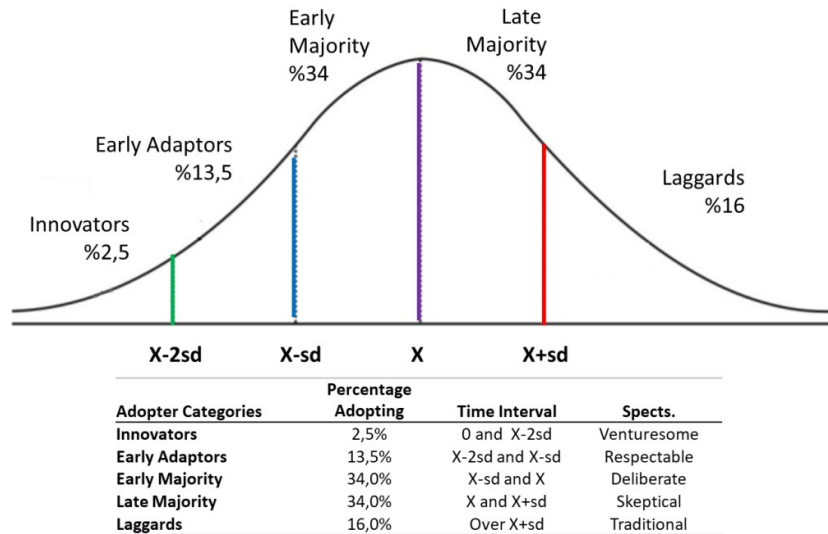 Early
Majority
%34
Late
Majority
%34
Early Adaptors
%13,5
Laggards
%16
Innovators
%2,5
X-2sd X-sd X X+sd
Percentage
Adopter Categories Adopting Time Interval Spects.
Innovators 2,5% 0 and X-2sd Venturesome
Early Adaptors 13,5% X-2sd and X-sd Respectable
Early Majority 34,0% X-sd and X Deliberate
Late Majority 34,0% X and X+sd Skeptical
Laggards 16,0% Over X+sd Traditional